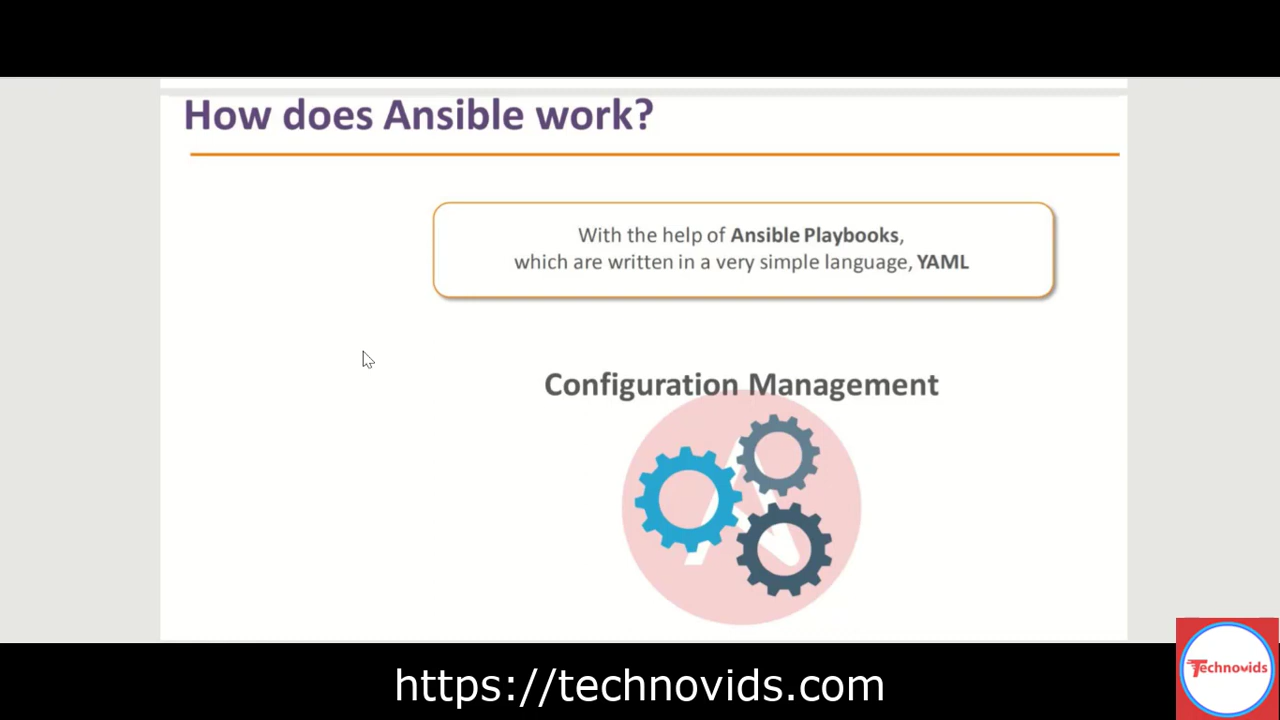 How does Ansible work?
With the help of Ansible Playbooks,
which are written in a very simple language, YAML
Configuration Management
https://technovids.com
Technovids